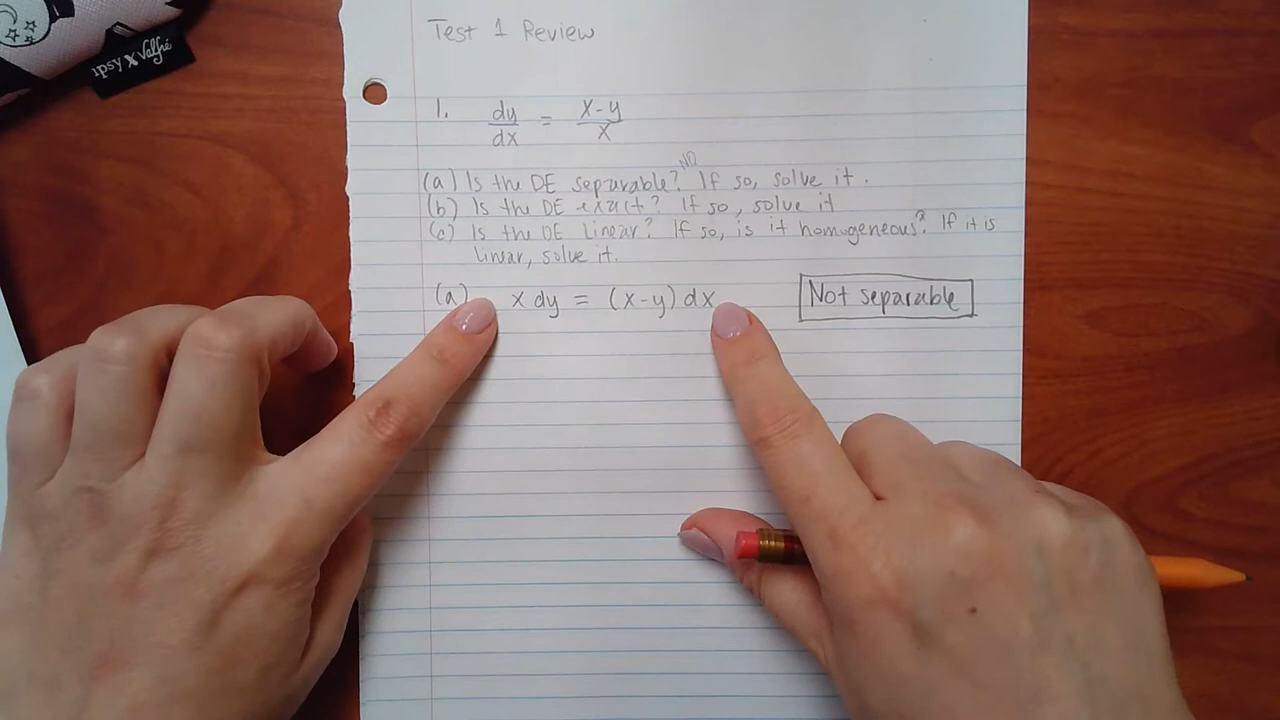 ipsy x Valfré
Test 1 Review
1. dy/dx = x-y/x
(a) Is the DE separable? NO If so, solve it.
(b) Is the DE exact? If so, solve it
(c) Is the DE linear? If so, is it homogeneous? If it is
linear, solve it.
(a) x dy = (x-y) dx Not separable